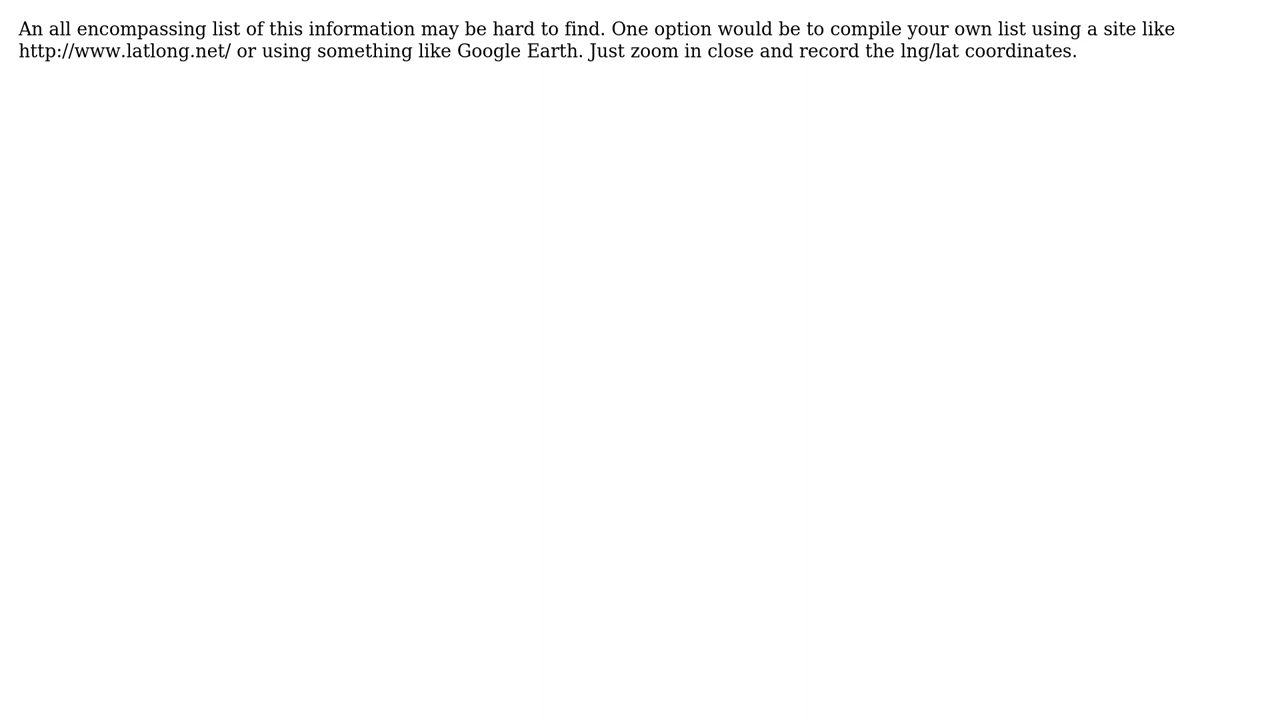 An all encompassing list of this information may be hard to find. One option would be to compile your own list using a site like
http://www.latlong.net/ or using something like Google Earth. Just zoom in close and record the lng/lat coordinates.